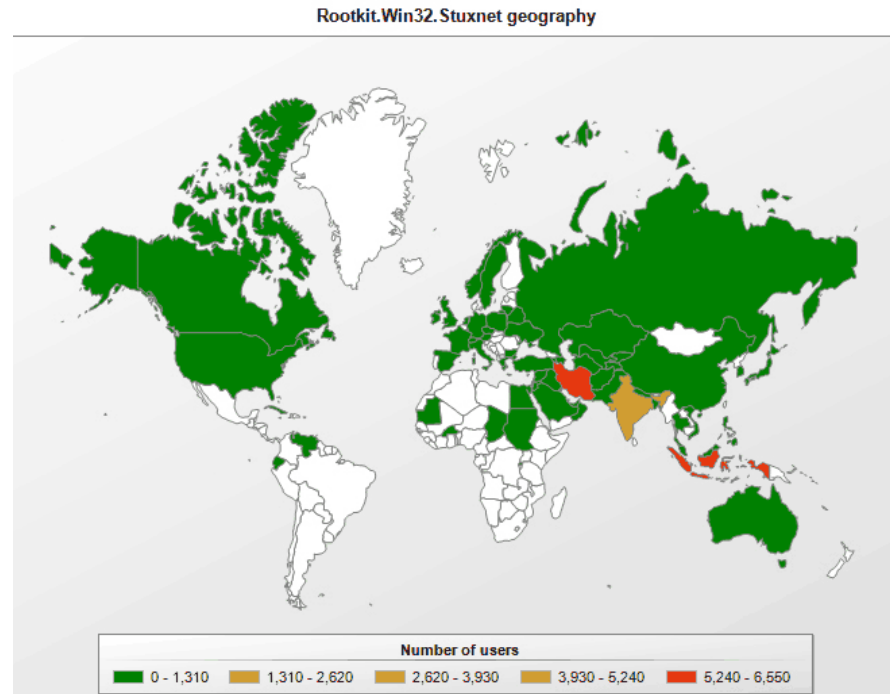 Rootkit.Win32.Stuxnet geography
Number of users
0 - 1,310 1,310 - 2,620 2,620 - 3,930 3,930 - 5,240 5,240 - 6,550